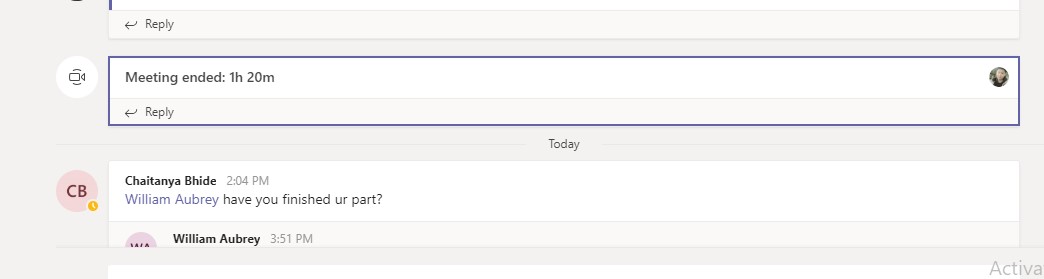 Reply
Meeting ended: 1h 20m
Reply
Today
CB
Chaitanya Bhide 2:04 PM
William Aubrey have you finished ur part?
WA
William Aubrey 3:51 PM
Activa